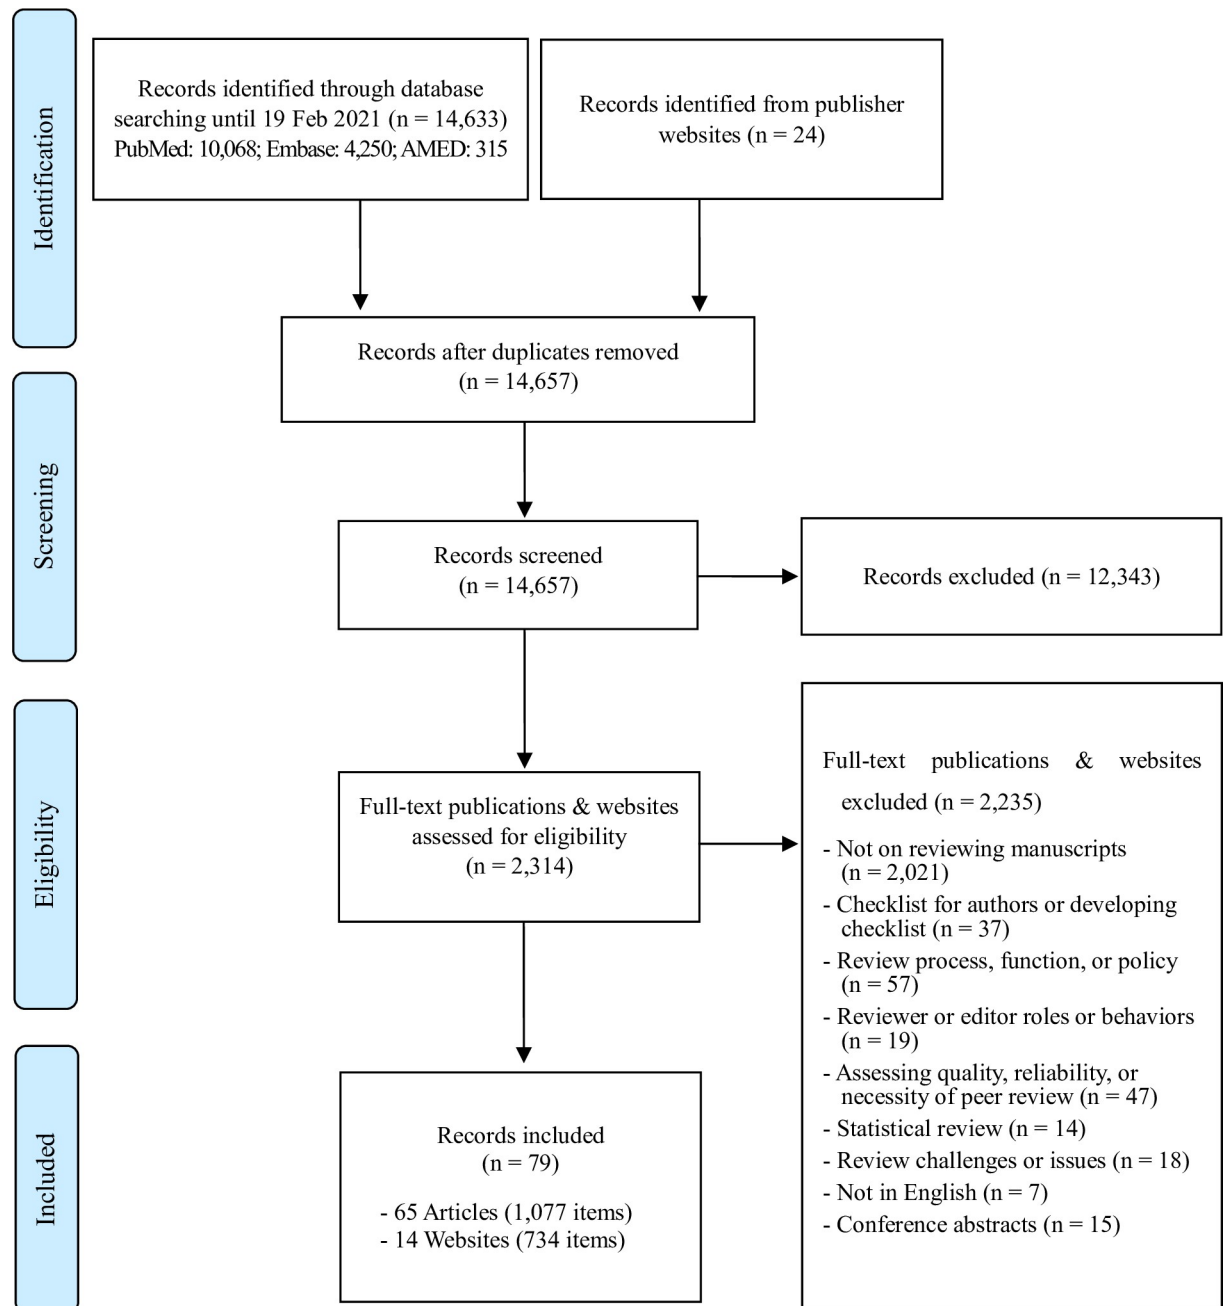 Identification
Records identified through database
searching until 19 Feb 2021 (n = 14,633)
PubMed: 10,068; Embase: 4,250; AMED: 315
Records identified from publisher
websites (n = 24)
Records after duplicates removed
(n = 14,657)
Screening
Records screened
(n = 14,657)
Records excluded (n = 12,343)
Eligibility
Full-text publications & websites
assessed for eligibility
(n = 2,314)
Full-text publications & websites
excluded (n = 2,235)
- Not on reviewing manuscripts
(n = 2,021)
- Checklist for authors or developing
checklist (n = 37)
- Review process, function, or policy
(n = 57)
- Reviewer or editor roles or behaviors
(n = 19)
- Assessing quality, reliability, or
necessity of peer review (n = 47)
- Statistical review (n = 14)
- Review challenges or issues (n = 18)
- Not in English (n = 7)
- Conference abstracts (n = 15)
Included
Records included
(n = 79)
- 65 Articles (1,077 items)
- 14 Websites (734 items)